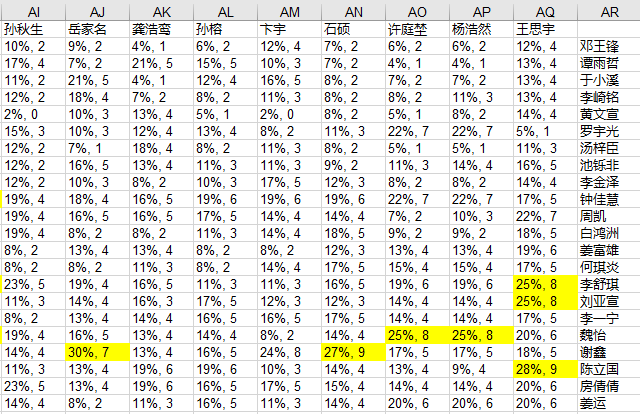 AI AJ AK AL AM AN AO AP AQ AR
孙秋生 岳家名 龚浩鸾 孙榕 卞宇 石硕 许庭堃 杨浩然 王思宇
10%, 2 9%, 2 4%, 1 6%, 2 12%, 4 7%, 2 6%, 2 6%, 2 12%, 4 邓王锋
17%, 4 7%, 2 21%, 5 15%, 5 10%, 3 7%, 2 4%, 1 4%, 1 13%, 4 谭雨哲
11%, 2 21%, 5 4%, 1 12%, 4 16%, 5 8%, 2 7%, 2 7%, 2 13%, 4 于小溪
12%, 2 18%, 4 7%, 2 8%, 2 11%, 3 8%, 2 8%, 2 11%, 3 13%, 4 李崎铭
2%, 0 10%, 3 13%, 4 5%, 1 2%, 0 8%, 2 5%, 1 8%, 2 14%, 4 黄文宣
15%, 3 10%, 3 12%, 4 13%, 4 8%, 2 11%, 3 22%, 7 22%, 7 5%, 1 罗宇光
12%, 2 7%, 1 18%, 4 8%, 2 11%, 3 8%, 2 5%, 1 5%, 1 11%, 3 汤梓臣
12%, 2 16%, 5 13%, 4 11%, 3 11%, 3 9%, 2 11%, 3 14%, 4 16%, 5 池铄非
12%, 2 10%, 3 8%, 2 10%, 3 17%, 5 12%, 3 8%, 2 8%, 2 14%, 4 李金泽
19%, 4 18%, 4 16%, 5 19%, 6 19%, 6 19%, 6 22%, 7 22%, 7 17%, 5 钟佳慧
19%, 4 16%, 5 16%, 5 17%, 5 14%, 4 14%, 4 7%, 2 10%, 3 22%, 7 周凯
19%, 4 8%, 2 8%, 2 11%, 3 14%, 4 18%, 5 9%, 2 9%, 2 18%, 5 白鸿洲
8%, 2 13%, 4 13%, 4 8%, 2 8%, 2 12%, 3 13%, 4 13%, 4 19%, 6 姜富雄
8%, 2 8%, 2 11%, 3 8%, 2 14%, 4 17%, 5 15%, 4 15%, 4 17%, 5 何琪炎
23%, 5 19%, 4 16%, 5 11%, 3 11%, 3 16%, 5 19%, 6 19%, 6 25%, 8 李舒琪
11%, 3 14%, 4 16%, 3 17%, 5 12%, 3 12%, 3 14%, 4 14%, 4 25%, 8 刘亚宣
8%, 2 13%, 4 14%, 4 16%, 5 16%, 5 17%, 5 14%, 4 14%, 4 17%, 5 李一宁
19%, 4 16%, 5 13%, 4 14%, 4 8%, 2 14%, 4 25%, 8 25%, 8 20%, 6 魏怡
14%, 4 30%, 7 13%, 4 16%, 5 24%, 8 27%, 9 17%, 5 17%, 5 18%, 5 谢鑫
11%, 3 13%, 4 19%, 6 19%, 6 10%, 3 14%, 4 13%, 4 9%, 4 28%, 9 陈立国
23%, 5 13%, 4 19%, 6 14%, 4 17%, 5 15%, 4 14%, 4 14%, 4 20%, 6 房倩倩
14%, 4 8%, 2 11%, 3 16%, 5 11%, 3 17%, 5 20%, 6 20%, 6 20%, 6 姜运